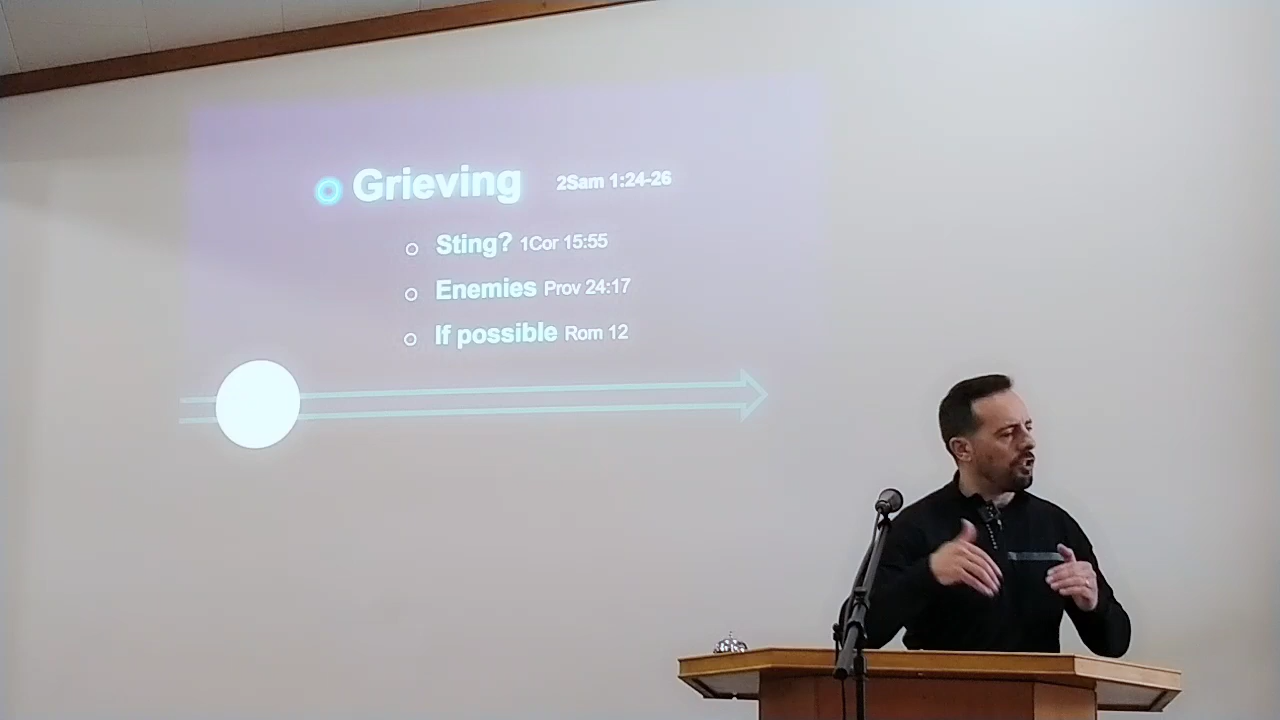 Grieving 2Sam 1:24-26
Sting? 1Cor 15:55
Enemies Prov 24:17
If possible Rom 12